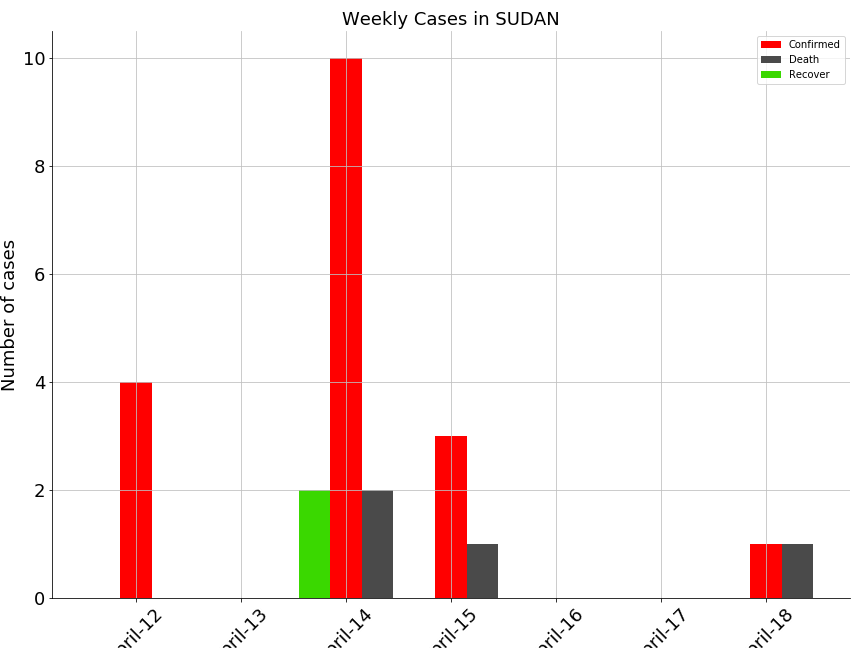 Weekly Cases in SUDAN
Confirmed
Death
Recover
Number of cases
10
8
6
4
2
0
pril-12
pril-13
pril-14
pril-15
pril-16
pril-17
pril-18